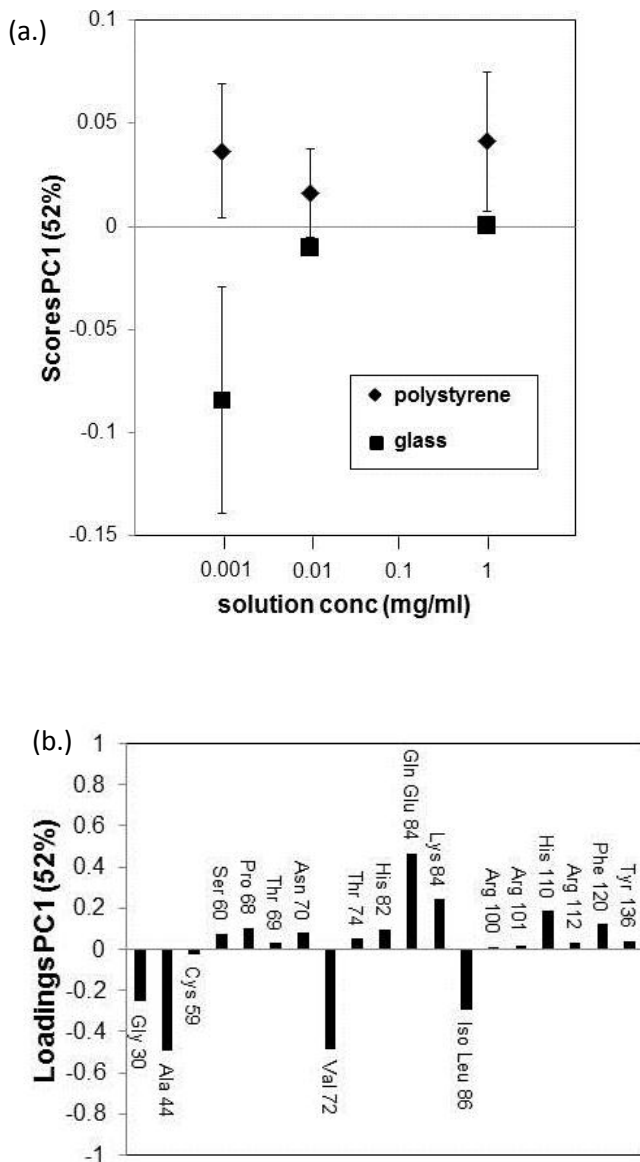 (a.)
0.1
0.05
0
-0.05
-0.1
-0.15
ScoresPC1 (52%)
polystyrene
glass
0.001 0.01 0.1 1
solution conc (mg/ml)
(b.)
1
0.8
0.6
0.4
0.2
0
-0.2
-0.4
-0.6
-0.8
-1
LoadingsPC1 (52%)
Gly 30
Ala 44
Cys 59
Ser 60
Pro 68
Thr 69
Asn 70
Val 72
Thr 74
His 82
Gln Glu 84
Lys 84
Iso Leu 86
Arg 100
Arg 101
His 110
Arg 112
Phe 120
Tyr 136